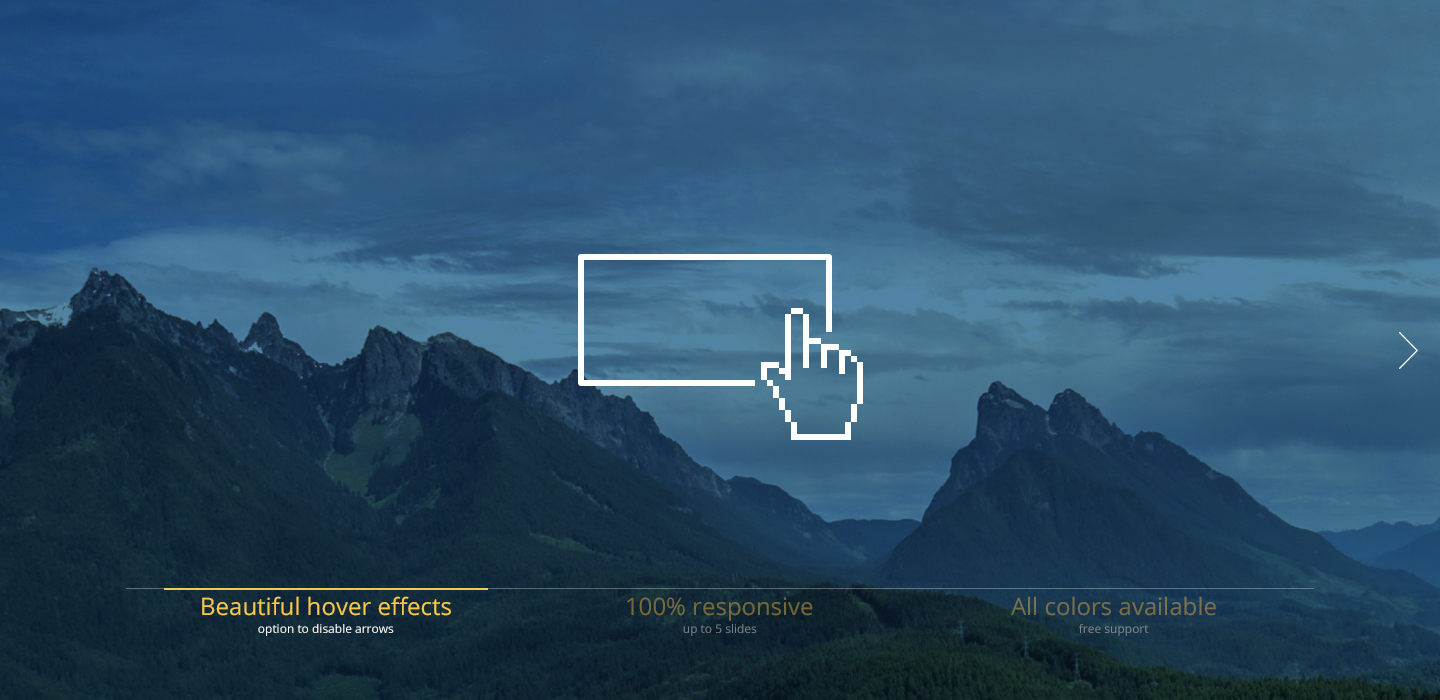 Beautiful hover effects
option to disable arrows
100% responsive
up to 5 slides
All colors available
free support